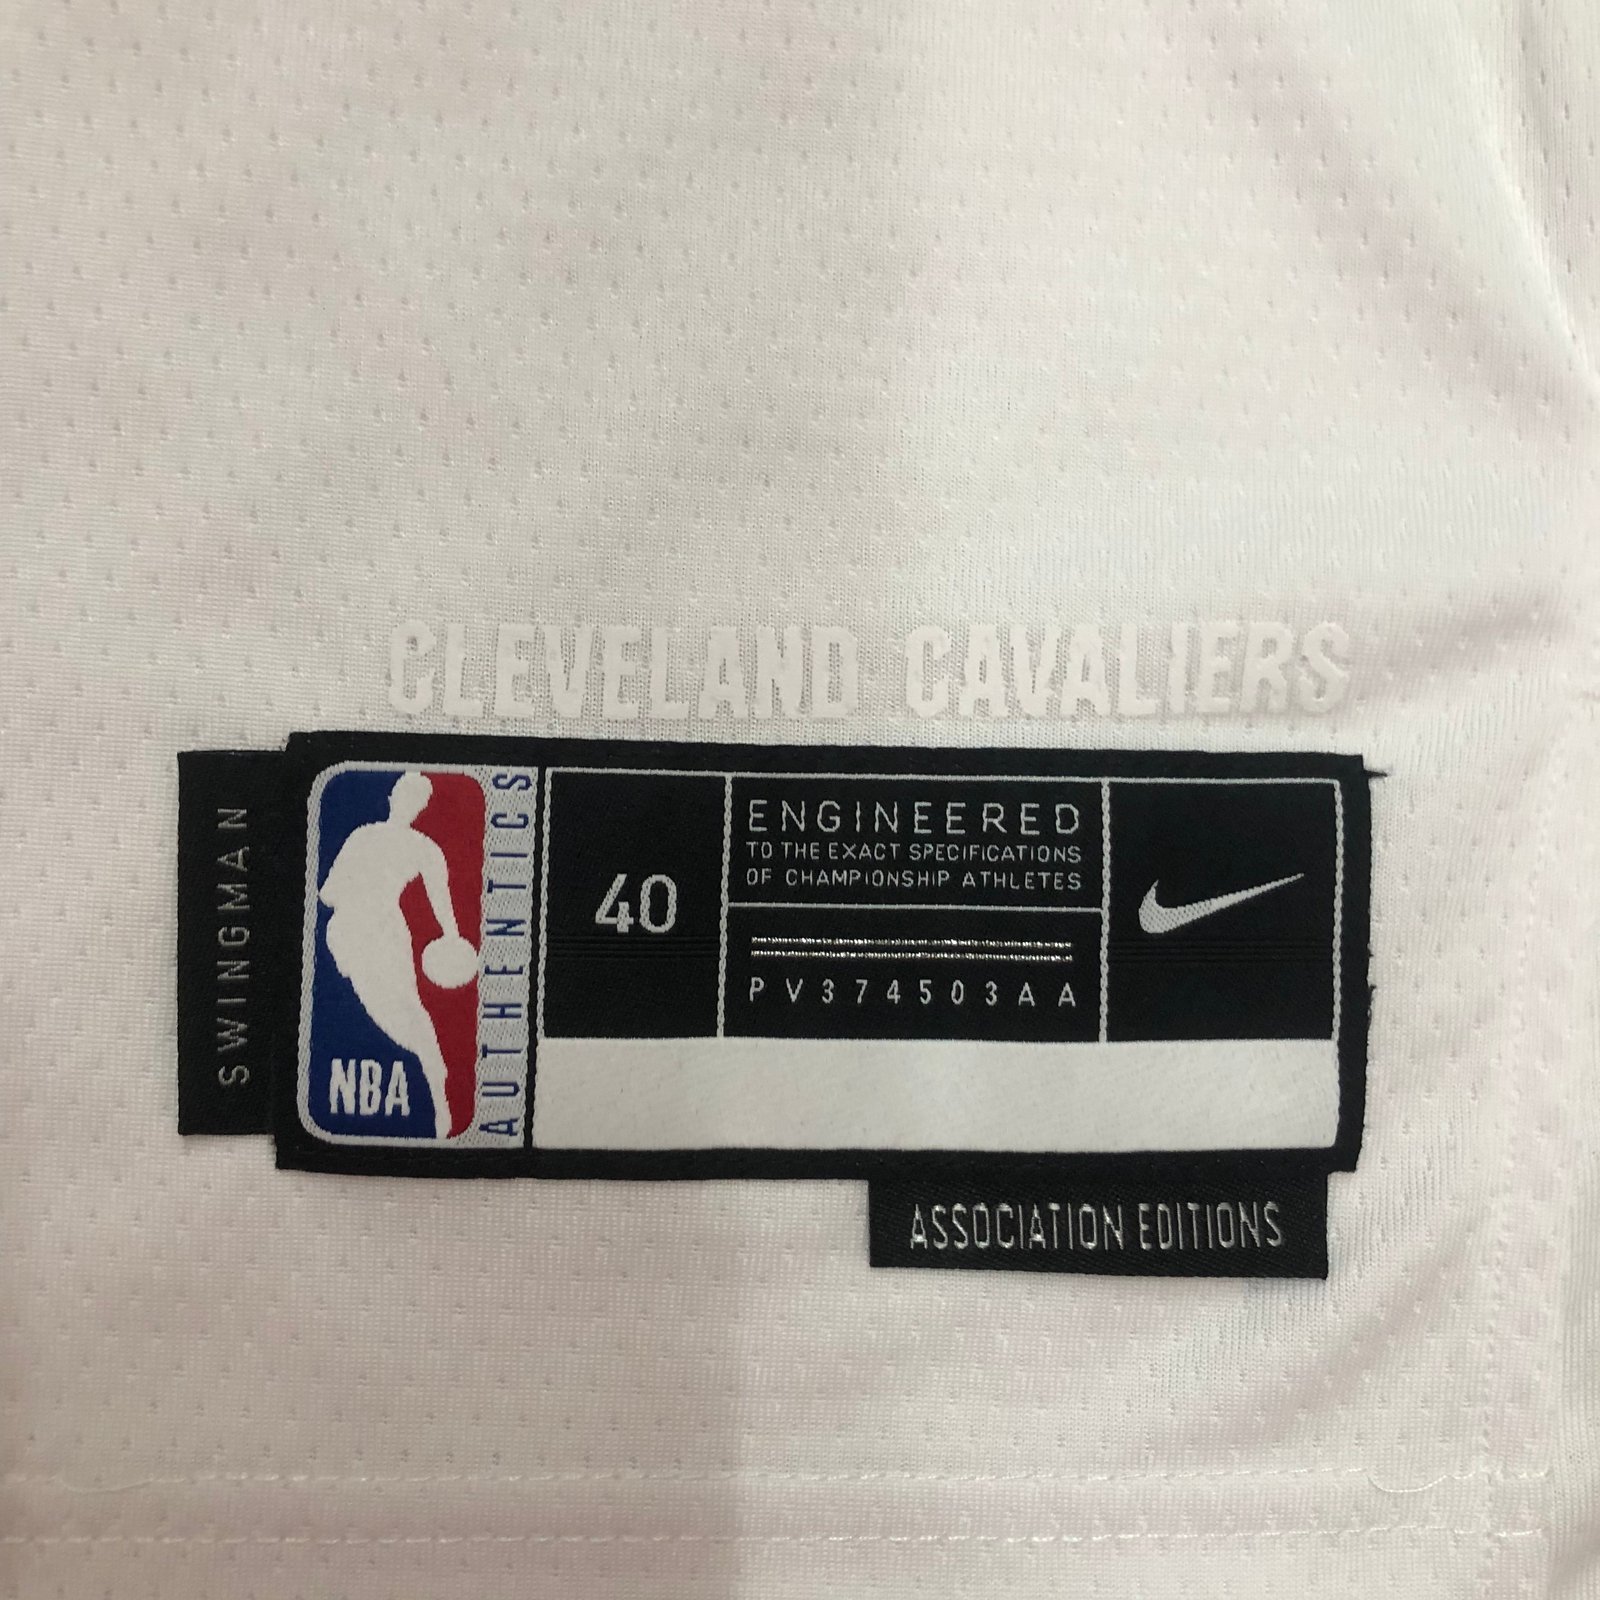 CLEVELAND CAVALIERS
SWINGMAN
NBA
AUTHENTICS
40
ENGINEERED
TO THE EXACT SPECIFICATIONS
OF CHAMPIONSHIP ATHLETES
PV374503AA
ASSOCIATION EDITIONS